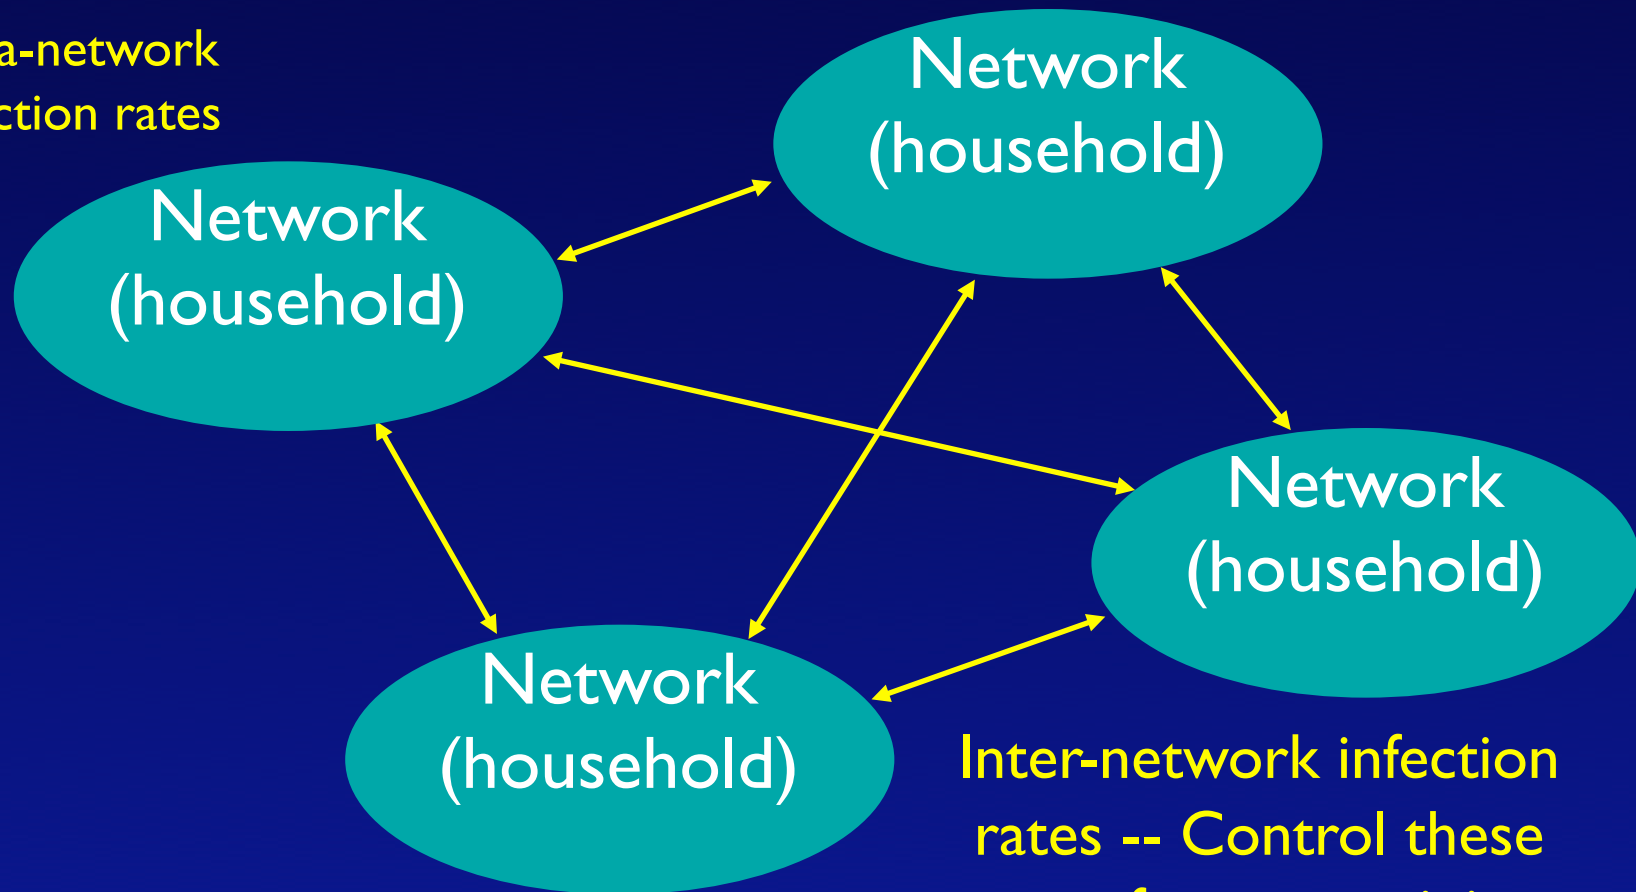 a-network
ction rates
Network
(household)
Network
(household)
Network
(household)
Network
(household)
Inter-network infection
rates -- Control these